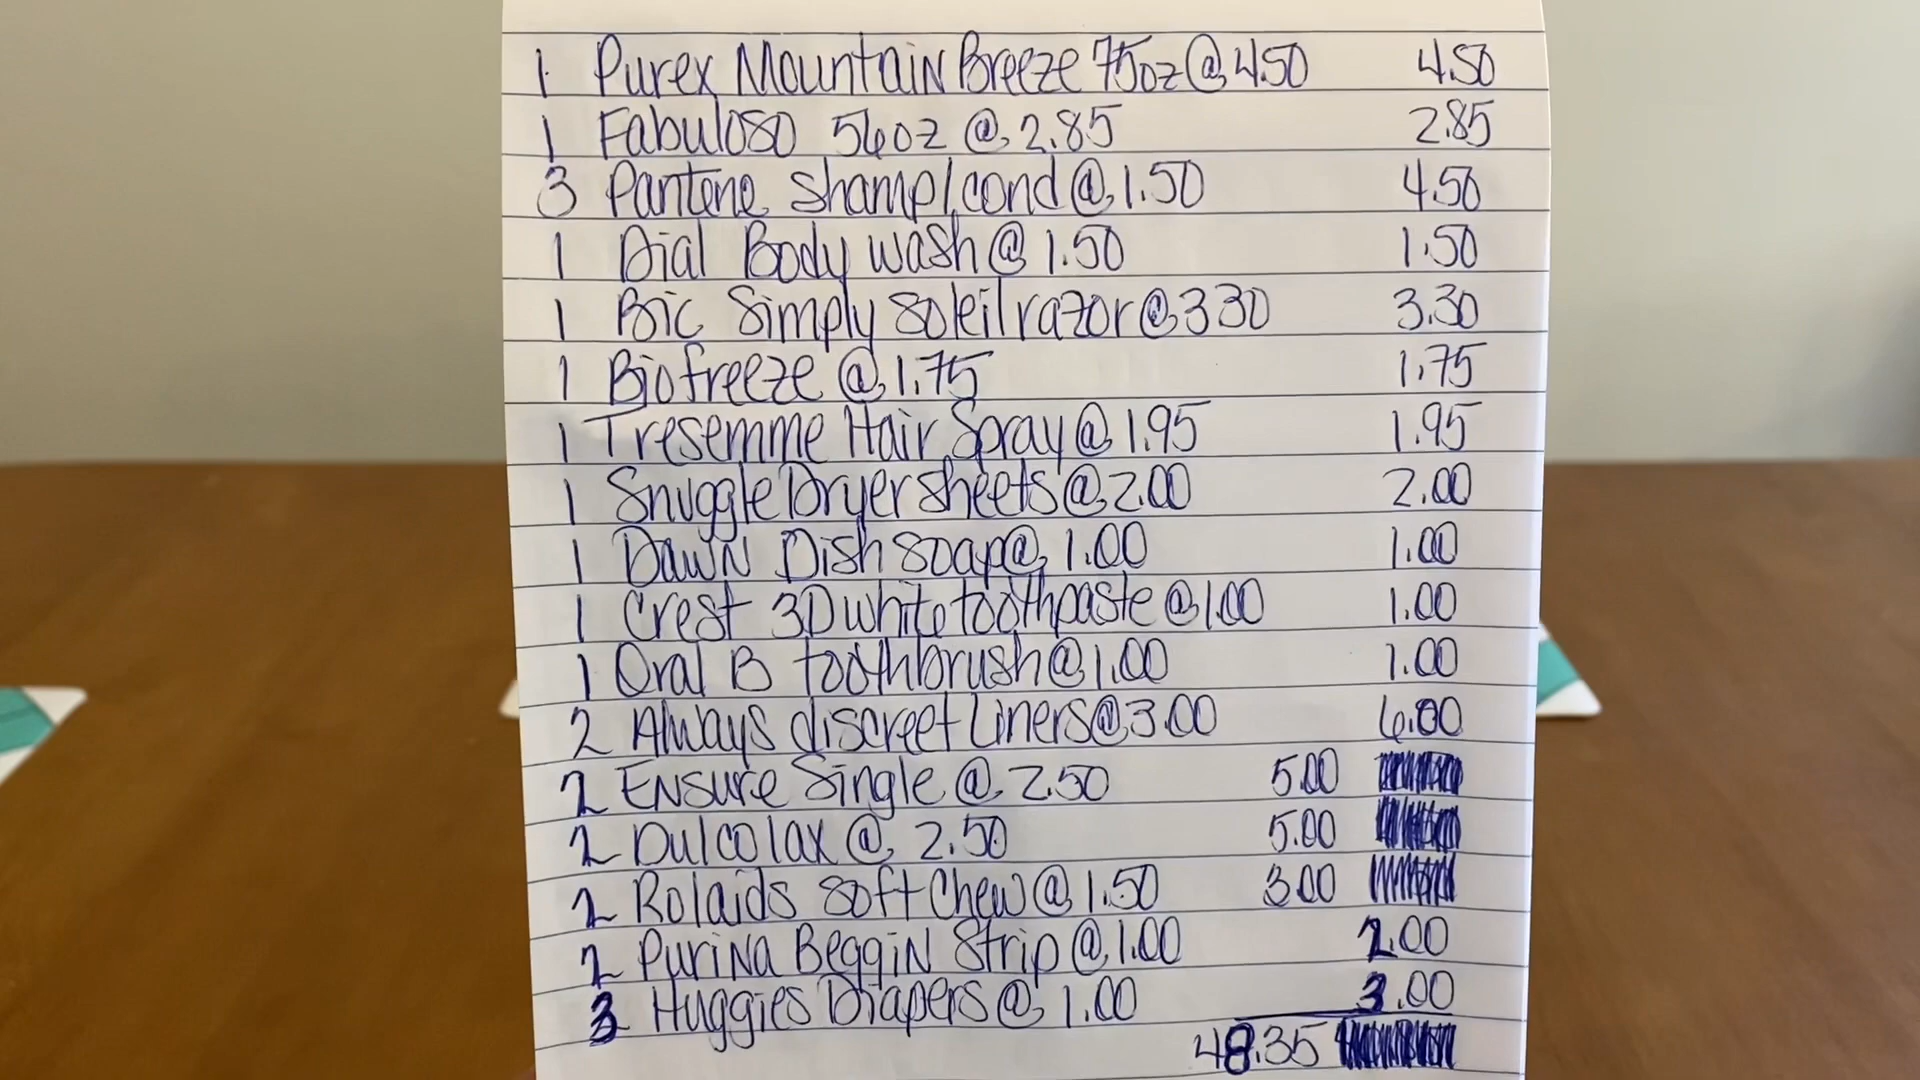 1 Purex Mountain Breeze 75oz @ 4.50 4.50
1 Fabuloso 56oz @ 2.85 2.85
3 Pantene shamp/cond @ 1.50 4.50
1 Dial Body wash @ 1.50 1.50
1 Bic Simply soleil razor @ 3.30 3.30
1 Biofreeze @ 1.75 1.75
1 Tresemme Hair Spray @ 1.95 1.95
1 Snuggle Dryer sheets @ 2.00 2.00
1 Dawn Dish soap @ 1.00 1.00
1 Crest 3D white toothpaste @ 1.00 1.00
1 Oral B toothbrush @ 1.00 1.00
2 Always discreet Liners @ 3.00 6.00
2 Ensure Single @ 2.50 5.00
2 Dulcolax @ 2.50 5.00
2 Rolaids soft Chew @ 1.50 3.00
2 Purina Beggin Strip @ 1.00 2.00
3 Huggies Diapers @ 1.00 3.00
48.35